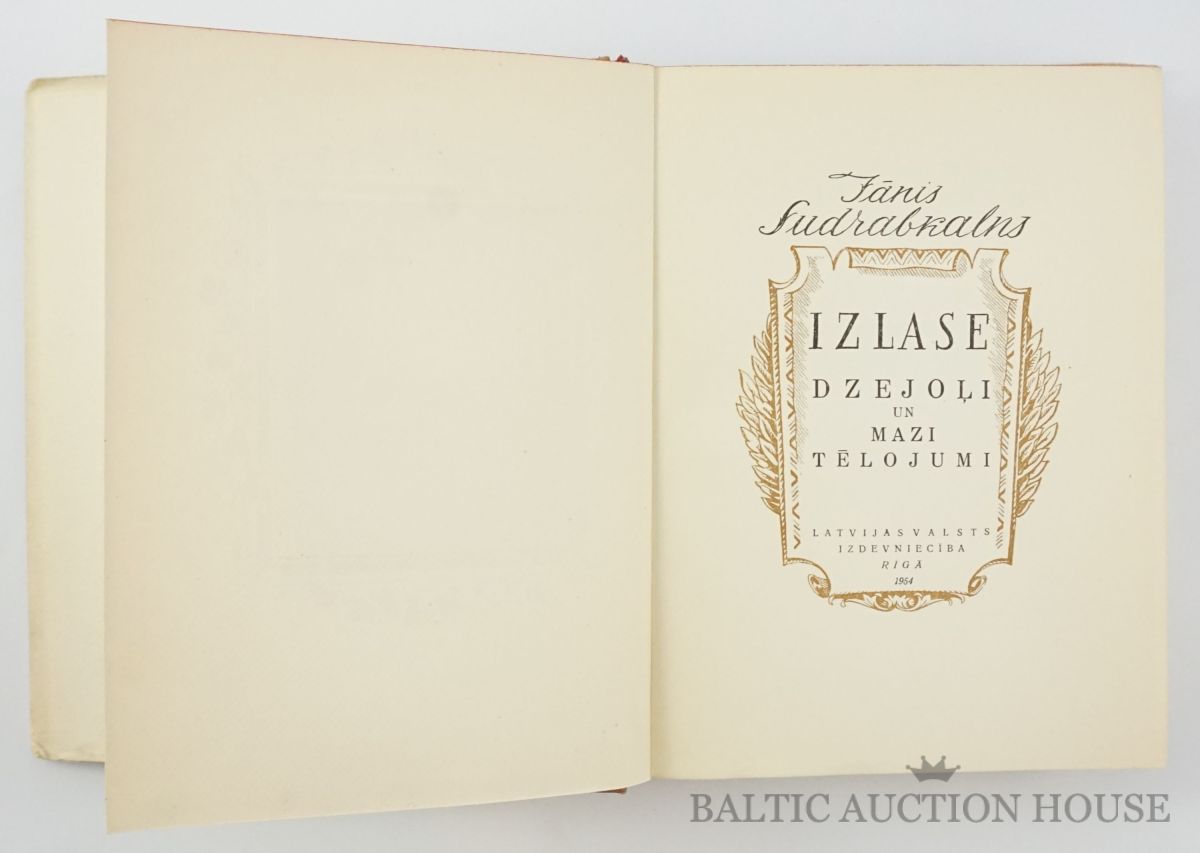 Jānis
Sudrabkalns
IZLASE
DZEJOĻI
UN
MAZI
TĒLOJUMI
LATVIJAS VALSTS
IZDEVNIECĪBA
RĪGĀ
1954
BALTIC AUCTION HOUSE